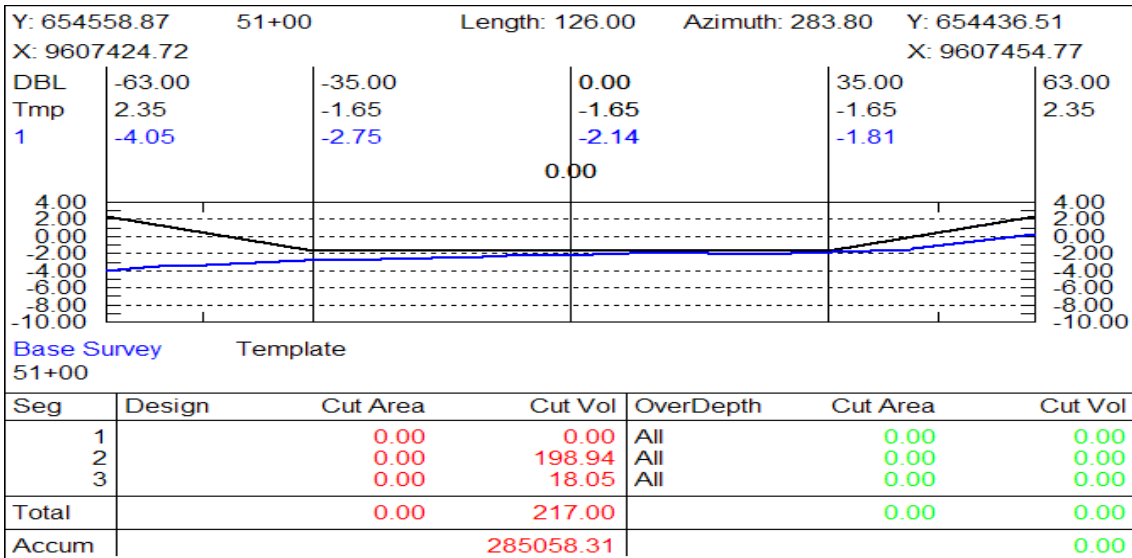 Y: 654558.87 51+00 Length: 126.00 Azimuth: 283.80 Y: 654436.51
X: 9607424.72 X: 9607454.77
DBL -63.00 -35.00 0.00 35.00 63.00
Tmp 2.35 -1.65 -1.65 -1.65 2.35
1 -4.05 -2.75 -2.14 -1.81
0.00
4.00 4.00
2.00 2.00
0.00 0.00
-2.00 -2.00
-4.00 -4.00
-6.00 -6.00
-8.00 -8.00
-10.00 -10.00
Base Survey Template
51+00
Seg Design Cut Area Cut Vol OverDepth Cut Area Cut Vol
1 0.00 0.00 All 0.00 0.00
2 0.00 198.94 All 0.00 0.00
3 0.00 18.05 All 0.00 0.00
Total 0.00 217.00 0.00 0.00
Accum 285058.31 0.00